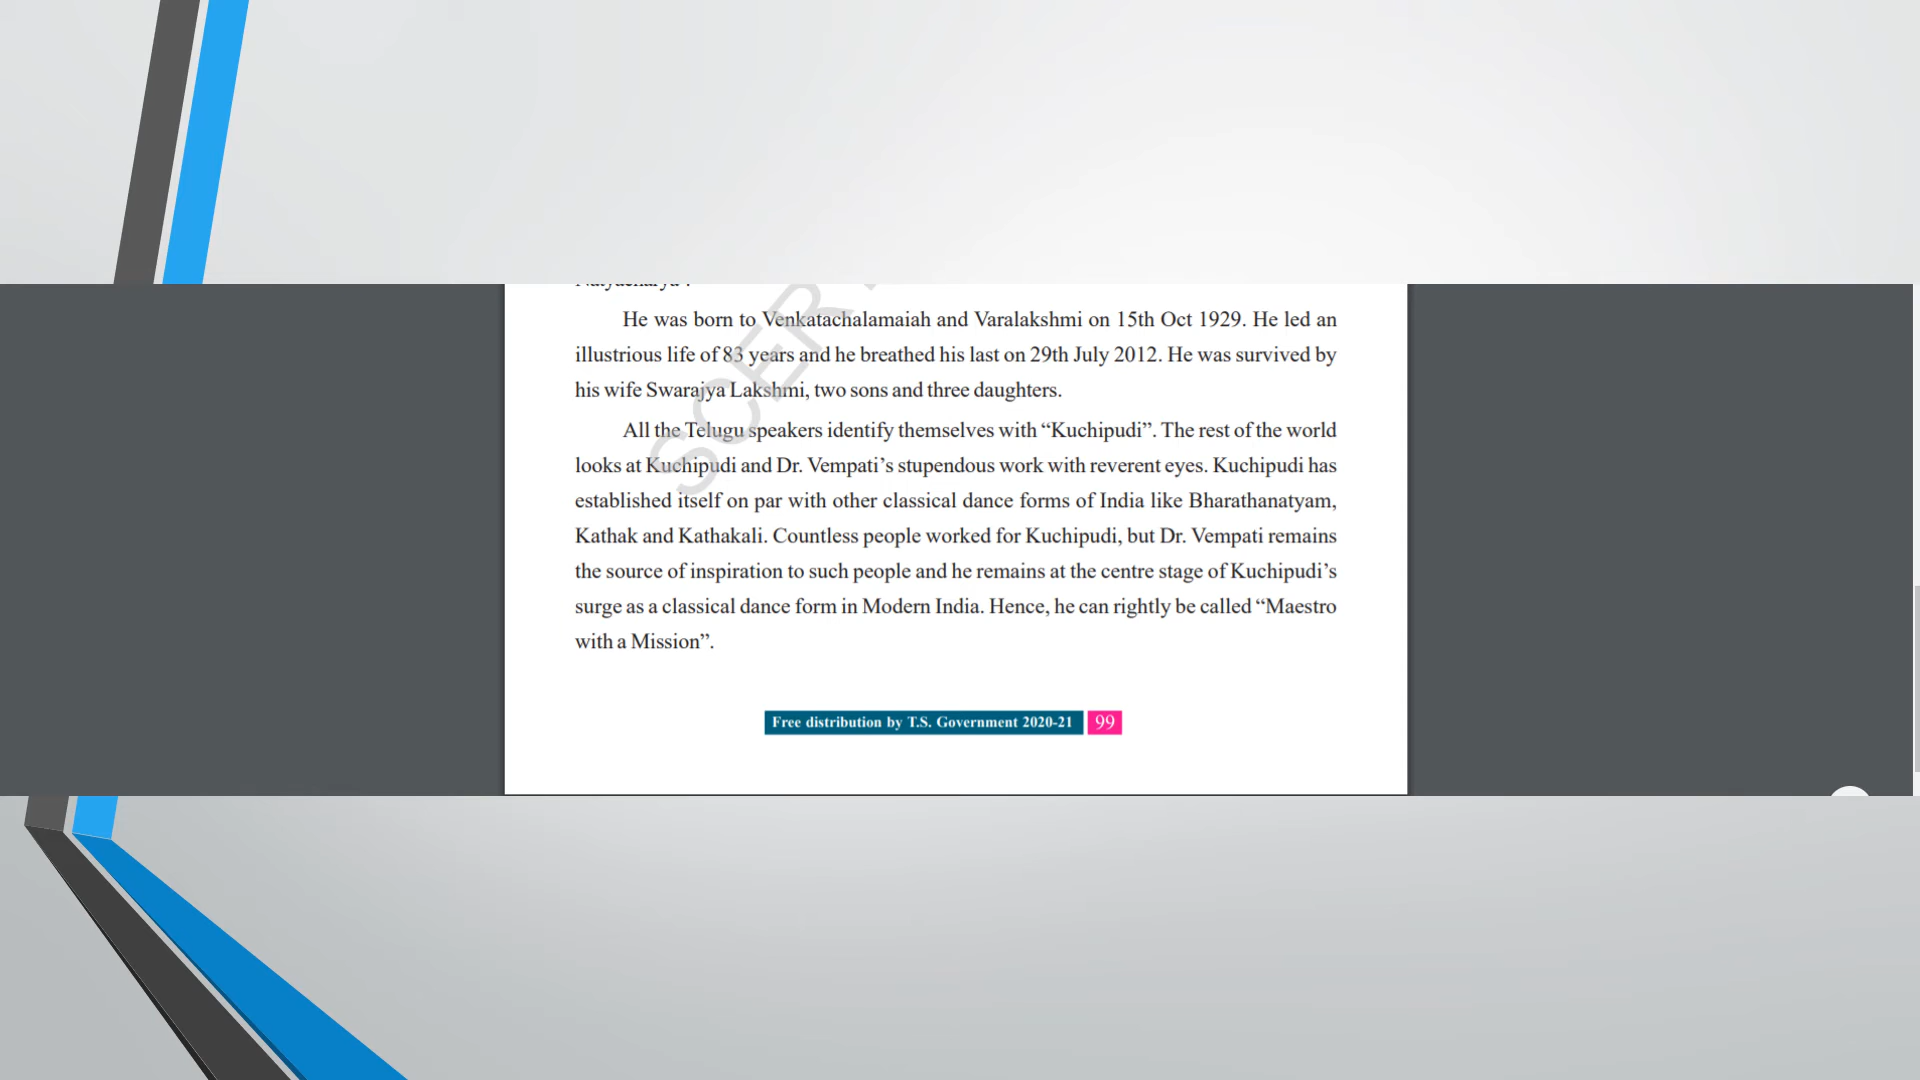 He was born to Venkatachalamaiah and Varalakshmi on 15th Oct 1929. He led an
illustrious life of 83 years and he breathed his last on 29th July 2012. He was survived by
his wife Swarajya Lakshmi, two sons and three daughters.
All the Telugu speakers identify themselves with “Kuchipudi”. The rest of the world
looks at Kuchipudi and Dr. Vempati’s stupendous work with reverent eyes. Kuchipudi has
established itself on par with other classical dance forms of India like Bharathanatyam,
Kathak and Kathakali. Countless people worked for Kuchipudi, but Dr. Vempati remains
the source of inspiration to such people and he remains at the centre stage of Kuchipudi’s
surge as a classical dance form in Modern India. Hence, he can rightly be called “Maestro
with a Mission”.
SCER
Free distribution by T.S. Government 2020-21 99